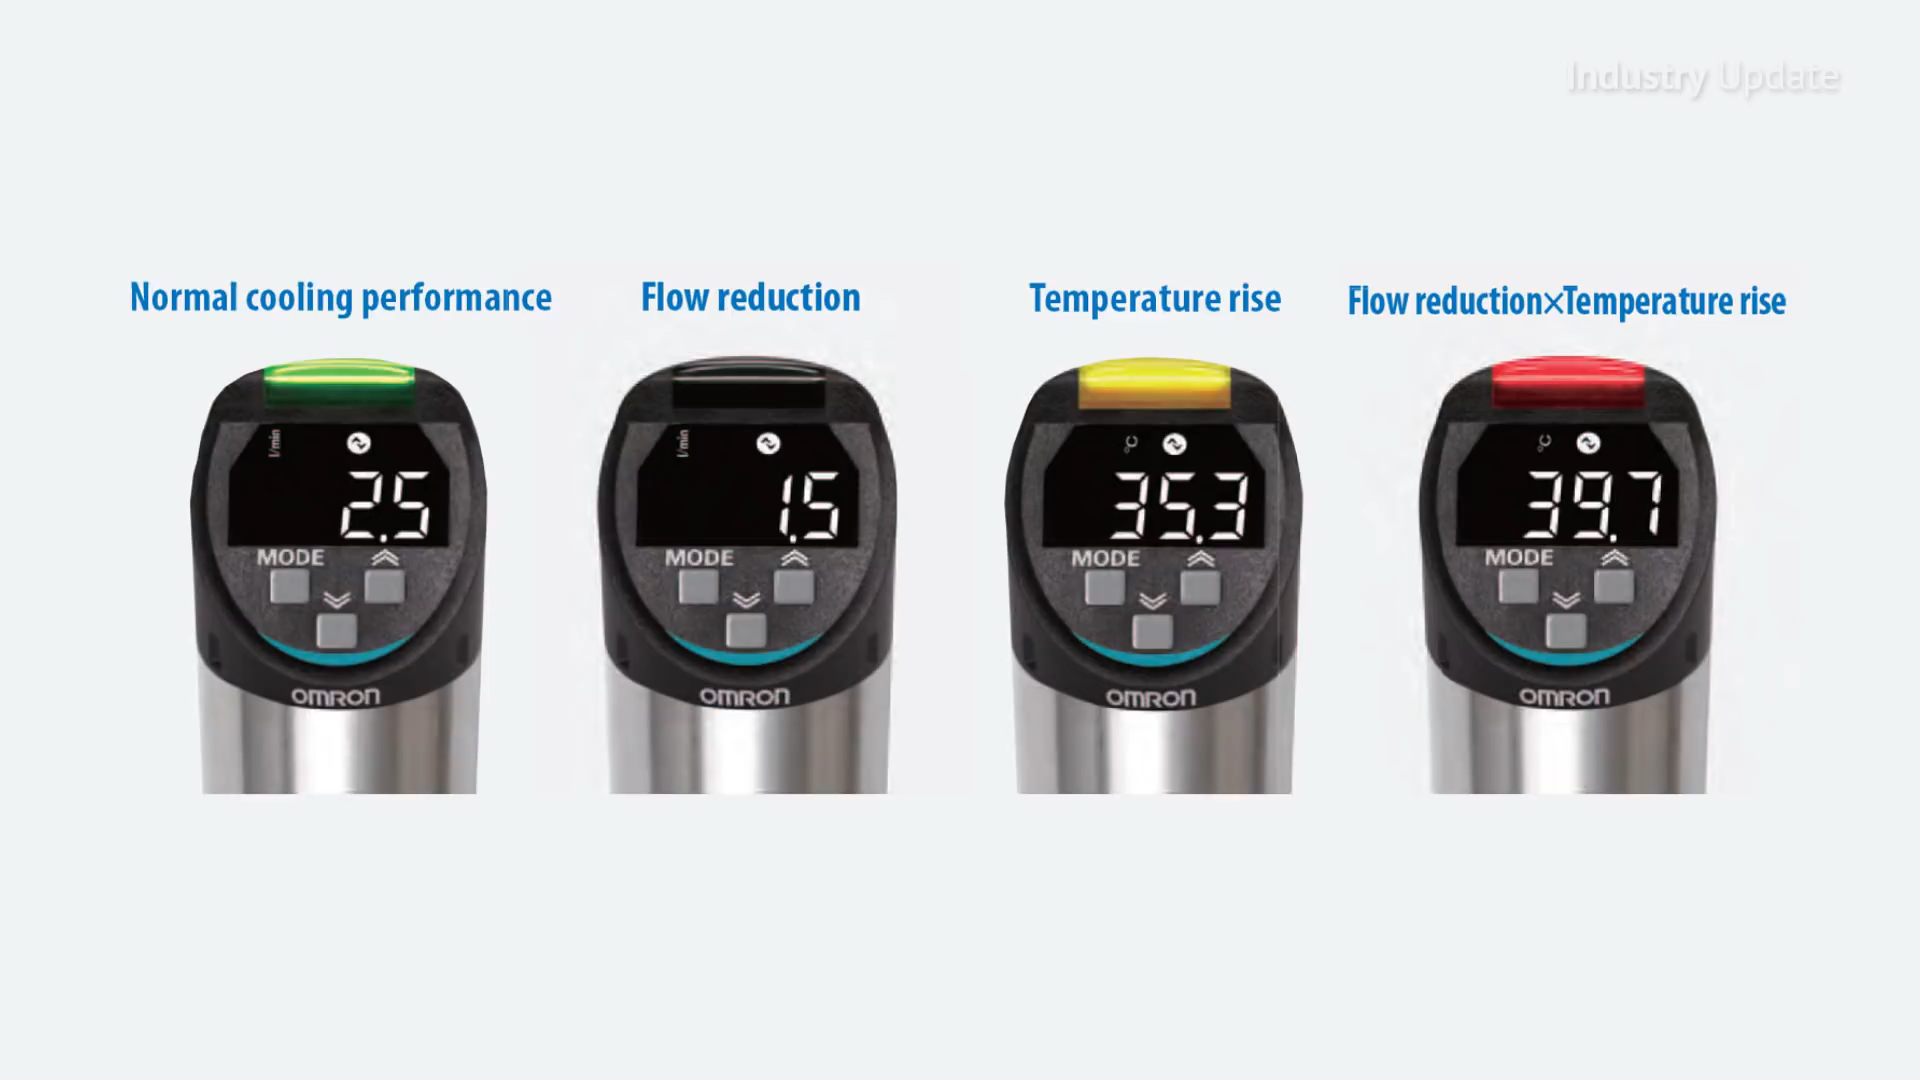 Industry Update
Normal cooling performance
Flow reduction
Temperature rise
Flow reduction×Temperature rise
l/min
2.5
MODE
OMRON
l/min
1.5
MODE
OMRON
°C
35.3
MODE
OMRON
°C
39.7
MODE
OMRON